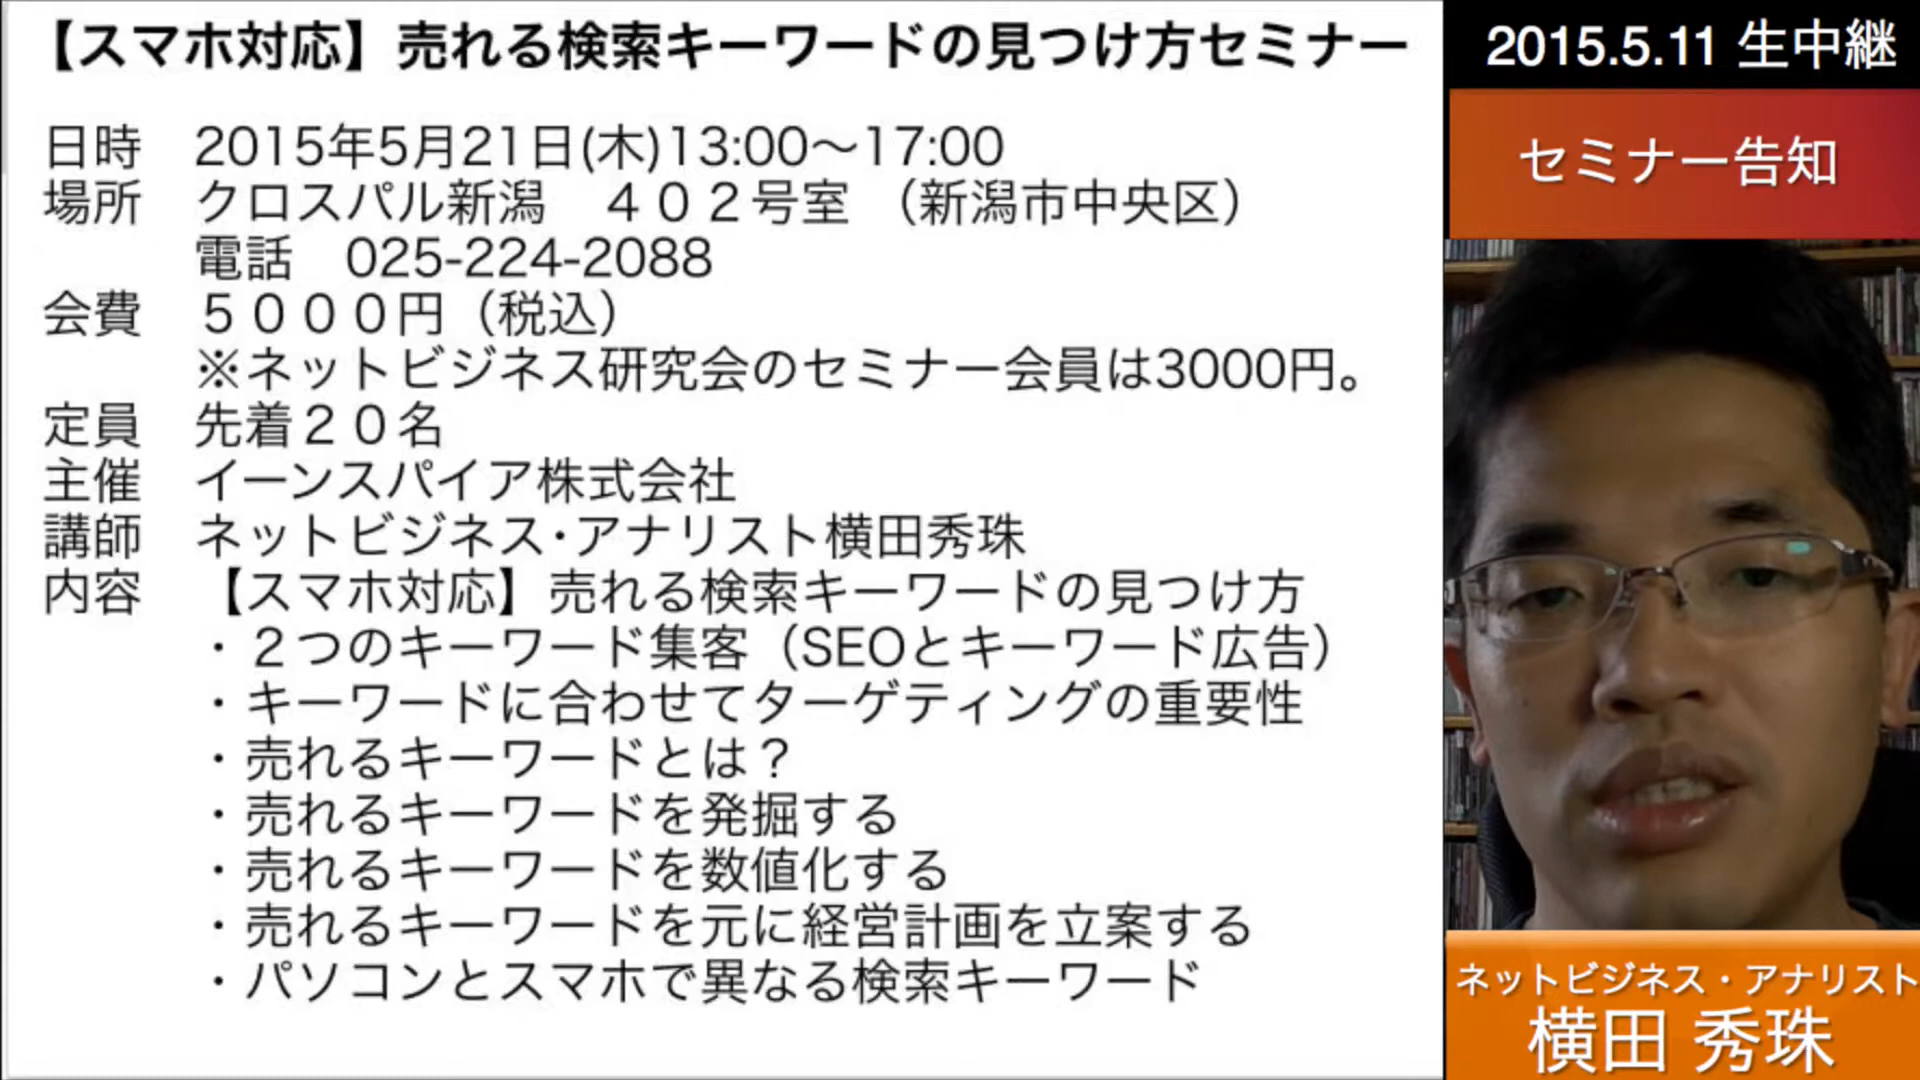 【スマホ対応】売れる検索キーワードの見つけ方セミナー
日時　2015年5月21日(木)13:00〜17:00
場所　クロスパル新潟　４０２号室　（新潟市中央区）
電話　025-224-2088
会費　５０００円（税込）
※ネットビジネス研究会のセミナー会員は3000円。
定員　先着２０名
主催　イーンスパイア株式会社
講師　ネットビジネス・アナリスト横田秀珠
内容　【スマホ対応】売れる検索キーワードの見つけ方
・２つのキーワード集客（SEOとキーワード広告）
・キーワードに合わせてターゲティングの重要性
・売れるキーワードとは？
・売れるキーワードを発掘する
・売れるキーワードを数値化する
・売れるキーワードを元に経営計画を立案する
・パソコンとスマホで異なる検索キーワード
2015.5.11 生中継
セミナー告知
ネットビジネス・アナリスト
横田 秀珠